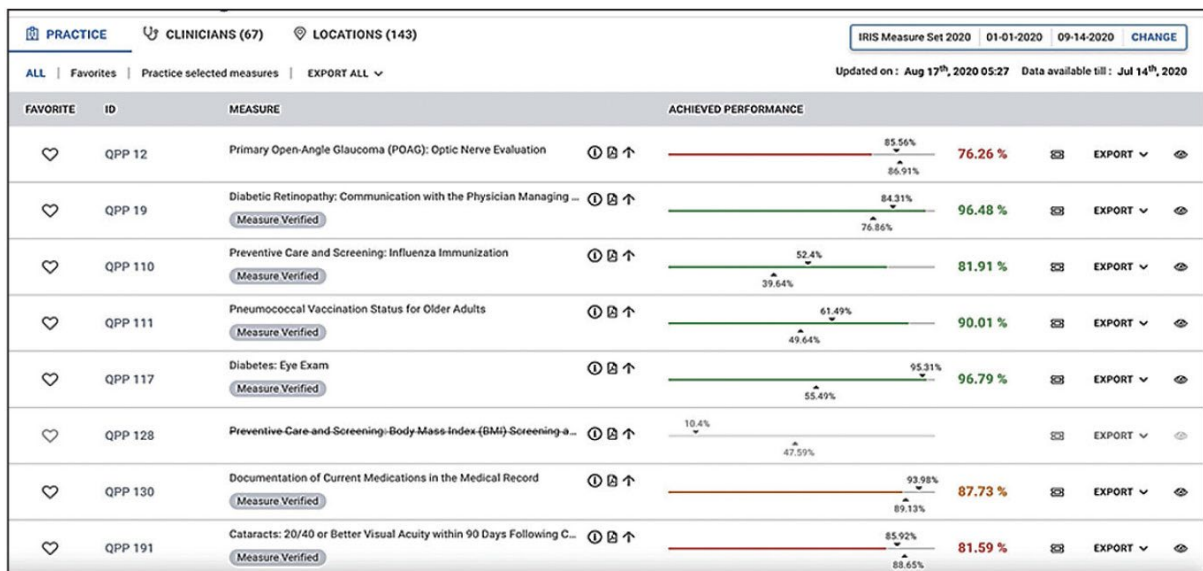 PRACTICE CLINICIANS (67) LOCATIONS (143)
IRIS Measure Set 2020 01-01-2020 09-14-2020 CHANGE
ALL | Favorites | Practice selected measures | EXPORT ALL
Updated on : Aug 17th, 2020 05:27 Data available till : Jul 14th, 2020
FAVORITE ID MEASURE ACHIEVED PERFORMANCE
QPP 12 Primary Open-Angle Glaucoma (POAG): Optic Nerve Evaluation 85.56% 86.91% 76.26 % EXPORT
QPP 19 Diabetic Retinopathy: Communication with the Physician Managing ... 84.31% 76.86% 96.48 % EXPORT
Measure Verified
QPP 110 Preventive Care and Screening: Influenza Immunization 52.4% 39.64% 81.91 % EXPORT
Measure Verified
QPP 111 Pneumococcal Vaccination Status for Older Adults 61.49% 49.64% 90.01 % EXPORT
Measure Verified
QPP 117 Diabetes: Eye Exam 95.31% 55.49% 96.79 % EXPORT
Measure Verified
QPP 128 Preventive Care and Screening: Body Mass Index (BMI) Screening a... 10.4% 47.59% EXPORT
QPP 130 Documentation of Current Medications in the Medical Record 93.98% 89.13% 87.73 % EXPORT
Measure Verified
QPP 191 Cataracts: 20/40 or Better Visual Acuity within 90 Days Following C... 85.92% 88.65% 81.59 % EXPORT
Measure Verified